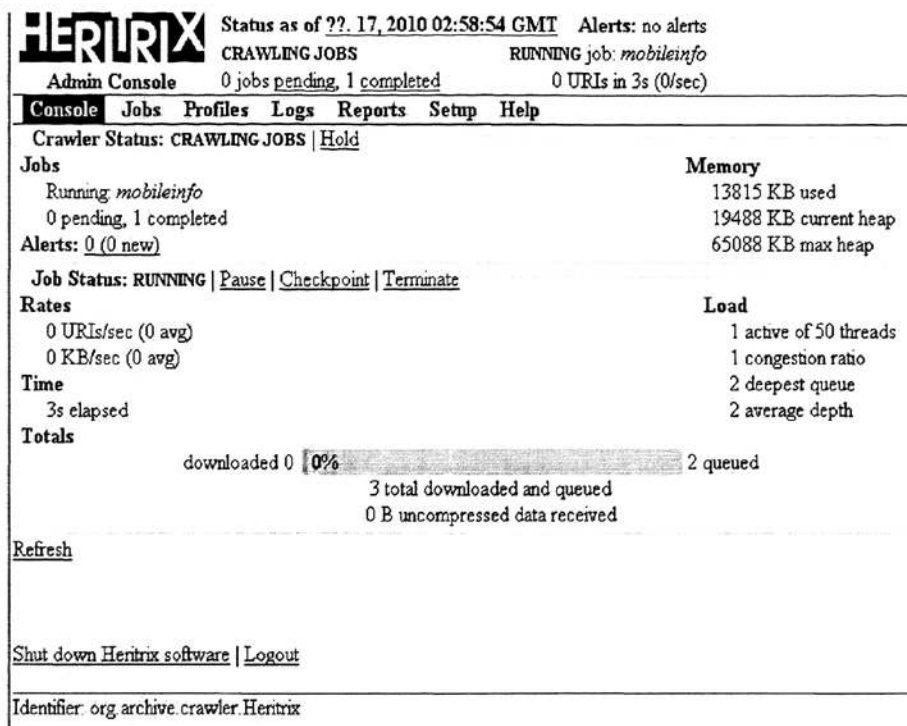 HERITRIX
Admin Console
Status as of ??. 17, 2010 02:58:54 GMT Alerts: no alerts
CRAWLING JOBS RUNNING job: mobileinfo
0 jobs pending, 1 completed 0 URIs in 3s (0/sec)
Console Jobs Profiles Logs Reports Setup Help
Crawler Status: CRAWLING JOBS | Hold
Jobs Memory
Running: mobileinfo 13815 KB used
0 pending, 1 completed 19488 KB current heap
Alerts: 0 (0 new) 65088 KB max heap
Job Status: RUNNING | Pause | Checkpoint | Terminate
Rates Load
0 URIs/sec (0 avg) 1 active of 50 threads
0 KB/sec (0 avg) 1 congestion ratio
Time 2 deepest queue
3s elapsed 2 average depth
Totals
downloaded 0 0% 2 queued
3 total downloaded and queued
0 B uncompressed data received
Refresh
Shut down Heritrix software | Logout
Identifier: org.archive.crawler.Heritrix